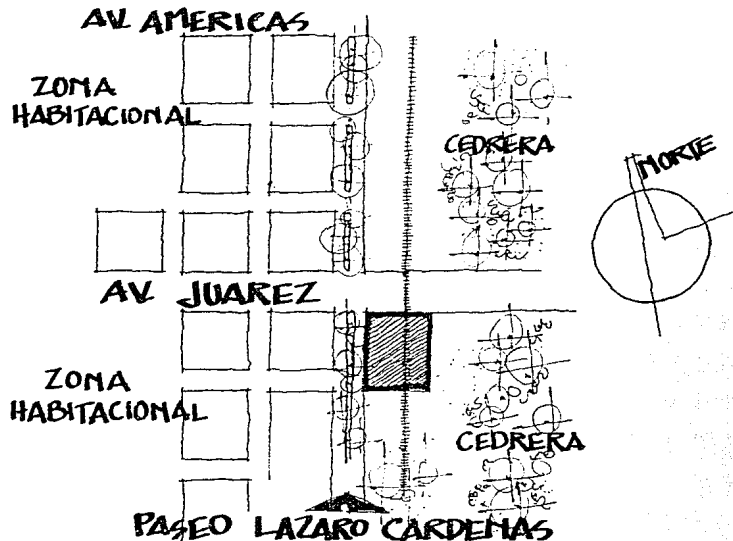 AV. AMERICAS
ZONA
HABITACIONAL
CEDRERA
NORTE
AV. JUAREZ
ZONA
HABITACIONAL
CEDRERA
PASEO LAZARO CARDENAS